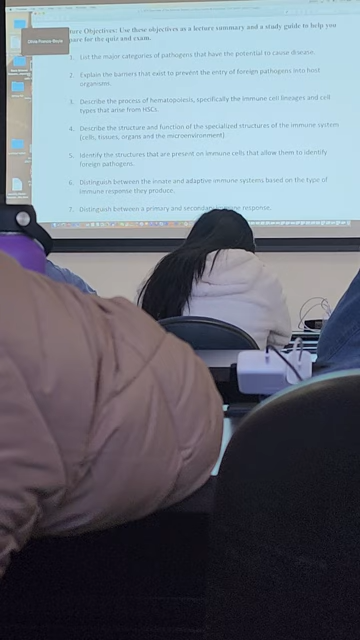 ture Objectives: Use these objectives as a lecture summary and a study guide to help you
for the quiz and exam.
1. List the major categories of pathogens that have the potential to cause disease.
2. Explain the barriers that exist to prevent the entry of foreign pathogens into host
organisms.
3. Describe the process of hematopoiesis, specifically the immune cell lineages and cell
types that arise from HSCs.
4. Describe the structure and function of the specialized structures of the immune system
(cells, tissues, organs and the microenvironment)
5. Identify the structures that are present on immune cells that allow them to identify
foreign pathogens.
6. Distinguish between the innate and adaptive immune systems based on the type of
immune response they produce.
7. Distinguish between a primary and secondary immune response.